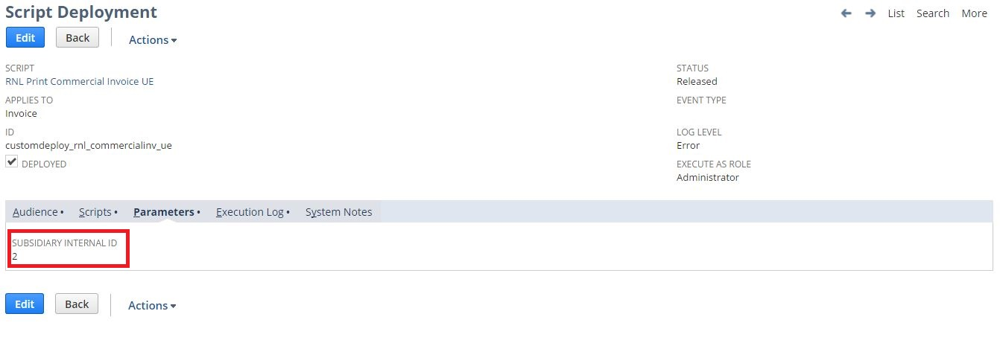 Script Deployment
List Search More
Edit Back Actions
SCRIPT
RNL Print Commercial Invoice UE
APPLIES TO
Invoice
ID
customdeploy_rnl_commercialinv_ue
DEPLOYED
STATUS
Released
EVENT TYPE
LOG LEVEL
Error
EXECUTE AS ROLE
Administrator
Audience • Scripts • Parameters • Execution Log • System Notes
SUBSIDIARY INTERNAL ID
2
Edit Back Actions